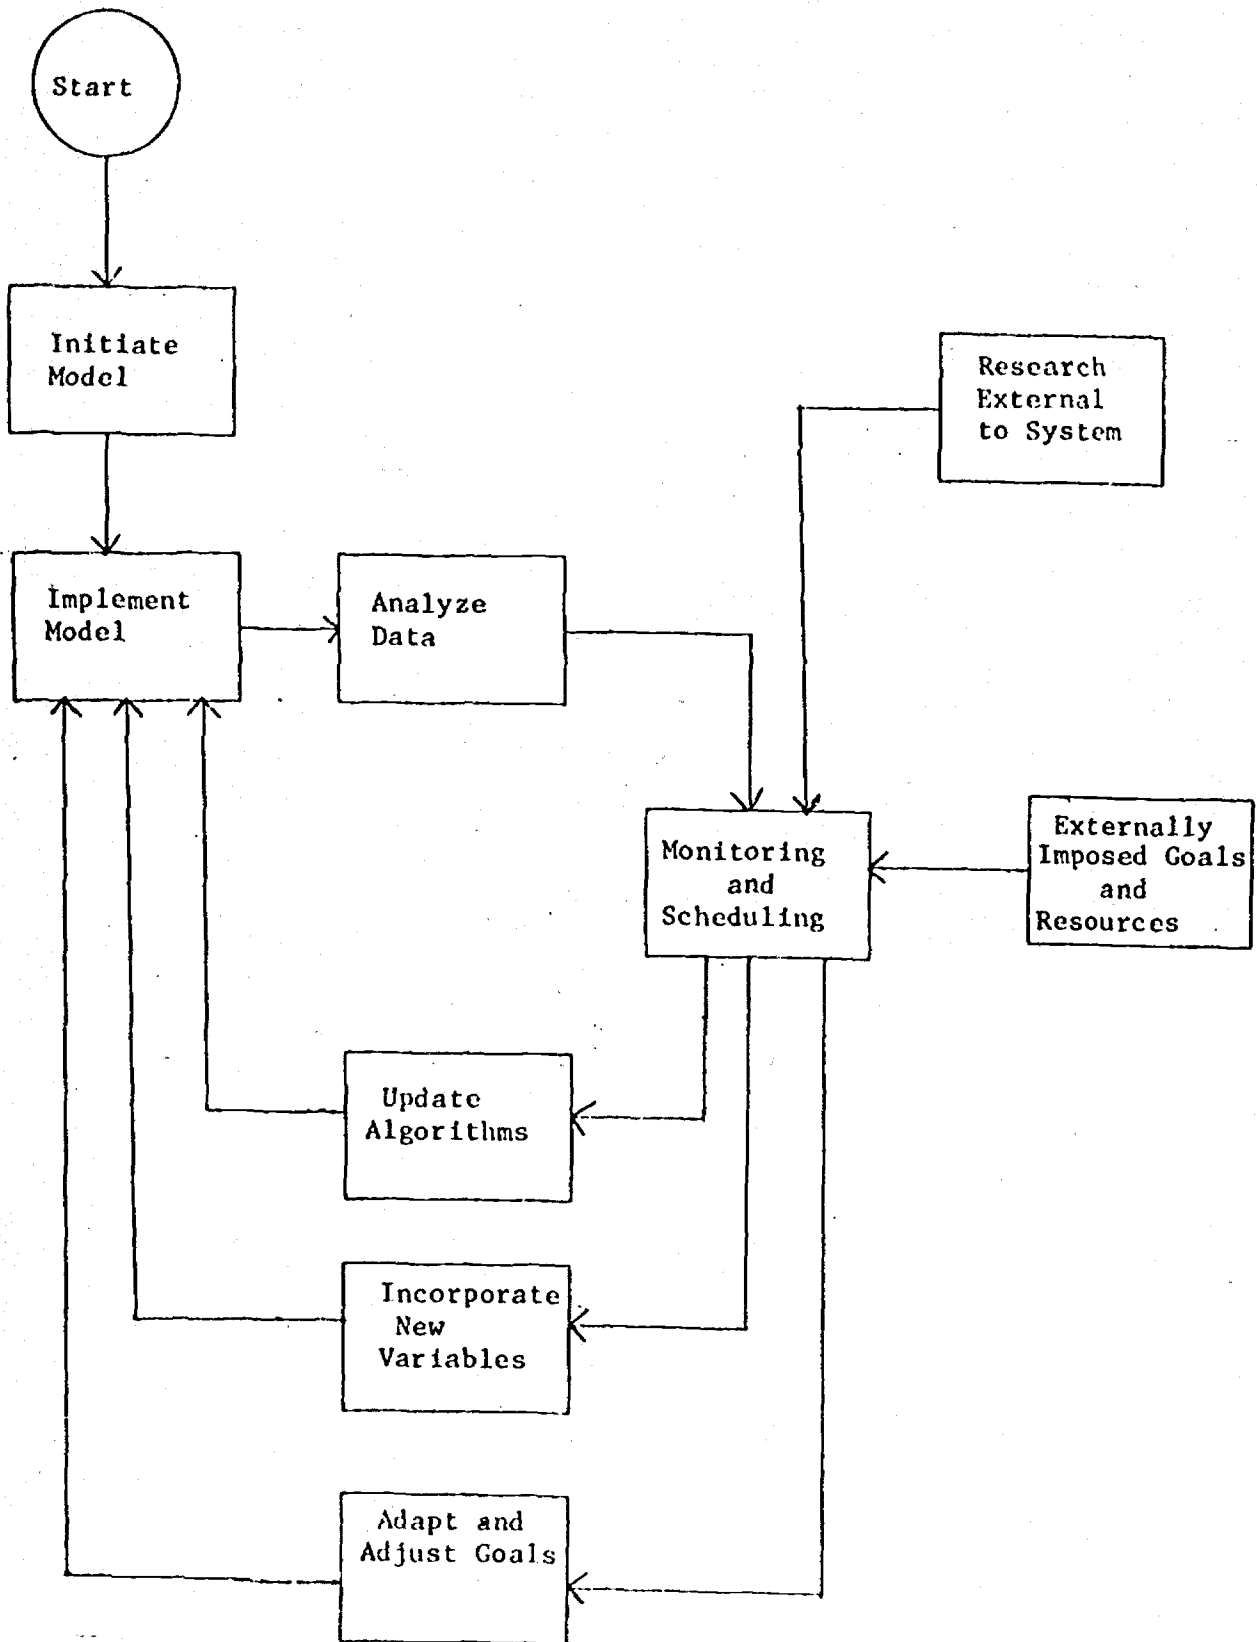 Start
Initiate
Model
Research
External
to System
Implement
Model
Analyze
Data
Monitoring
and
Scheduling
Externally
Imposed Goals
and
Resources
Update
Algorithms
Incorporate
New
Variables
Adapt and
Adjust Goals